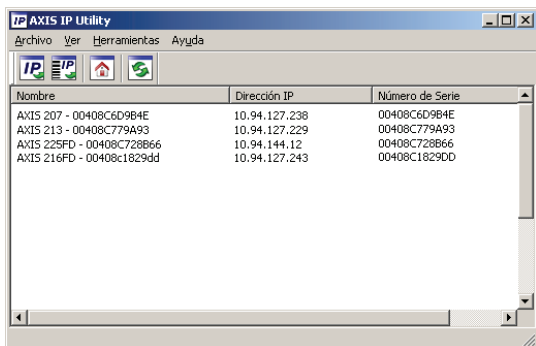 IP AXIS IP Utility
Archivo Ver Herramientas Ayuda
IP IP
Nombre Dirección IP Número de Serie
AXIS 207 - 00408C6D9B4E 10.94.127.238 00408C6D9B4E
AXIS 213 - 00408C779A93 10.94.127.229 00408C779A93
AXIS 225FD - 00408C728B66 10.94.144.12 00408C728B66
AXIS 216FD - 00408c1829dd 10.94.127.243 00408C1829DD